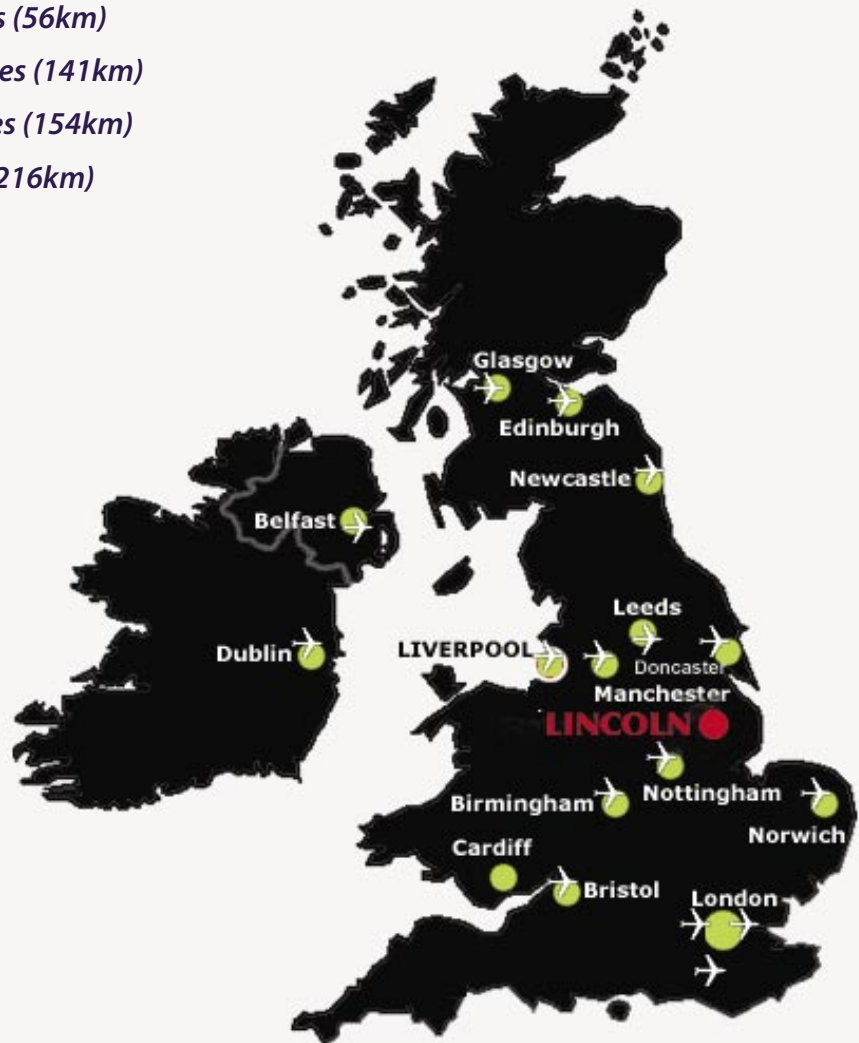 s (56km)
es (141km)
es (154km)
216km)
Glasgow
Edinburgh
Newcastle
Belfast
Leeds
Dublin
LIVERPOOL
Doncaster
Manchester
LINCOLN
Nottingham
Birmingham
Norwich
Cardiff
Bristol
London